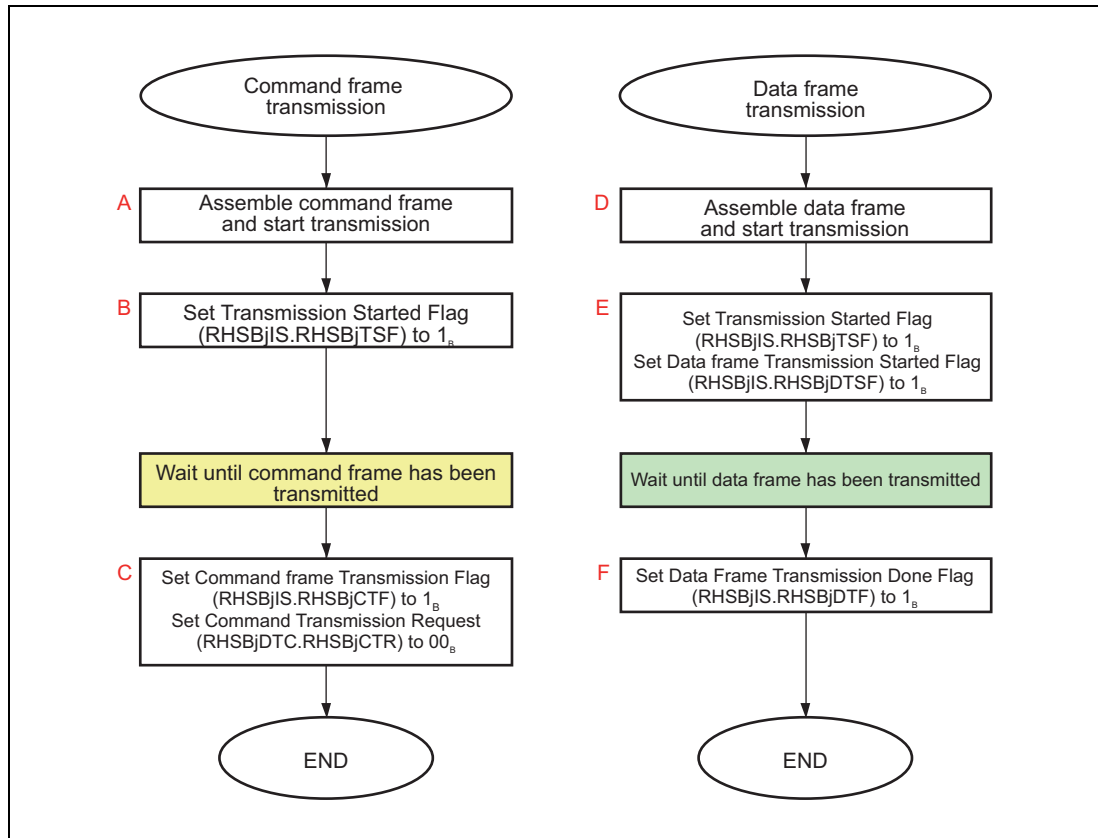 Command frame
transmission
A
Assemble command frame
and start transmission
B
Set Transmission Started Flag
(RHSBjIS.RHSBjTSF) to 1B
Wait until command frame has been
transmitted
C
Set Command frame Transmission Flag
(RHSBjIS.RHSBjCTF) to 1B
Set Command Transmission Request
(RHSBjDTC.RHSBjCTR) to 00B
END
Data frame
transmission
D
Assemble data frame
and start transmission
E
Set Transmission Started Flag
(RHSBjIS.RHSBjTSF) to 1B
Set Data frame Transmission Started Flag
(RHSBjIS.RHSBjDTSF) to 1B
Wait until data frame has been transmitted
F
Set Data Frame Transmission Done Flag
(RHSBjIS.RHSBjDTF) to 1B
END